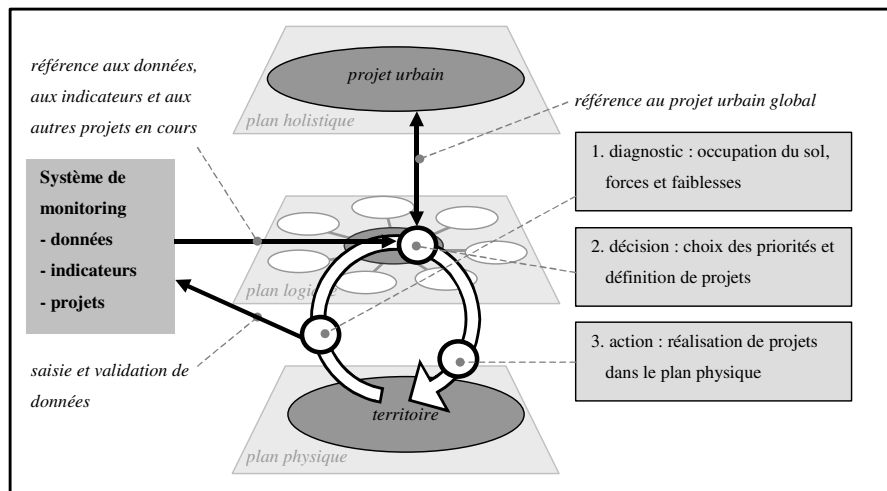 référence aux données,
aux indicateurs et aux
autres projets en cours
projet urbain
plan holistique
référence au projet urbain global
Système de
monitoring
- données
- indicateurs
- projets
1. diagnostic : occupation du sol,
forces et faiblesses
2. décision : choix des priorités et
définition de projets
plan logi
3. action : réalisation de projets
dans le plan physique
saisie et validation de
données
territoire
plan physique